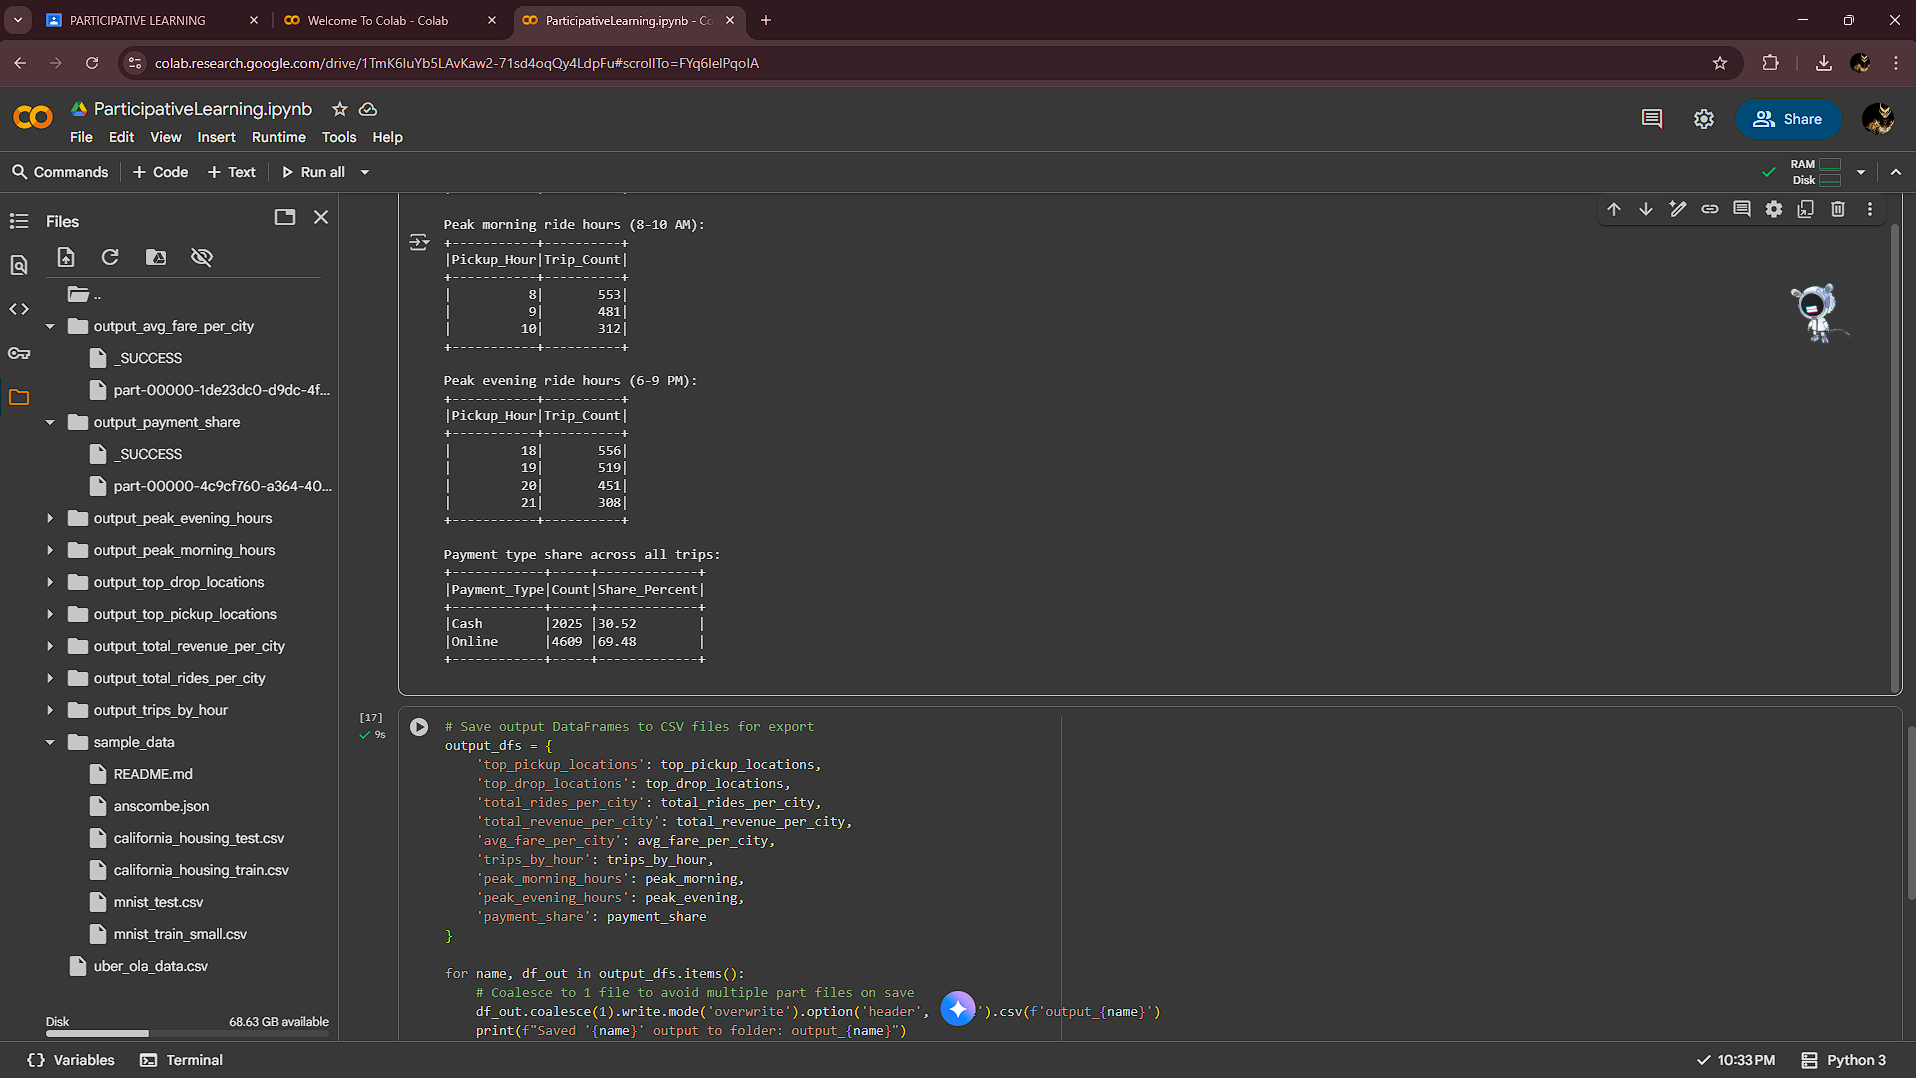 PARTICIPATIVE LEARNING
Welcome To Colab - Colab
ParticipativeLearning.ipynb - Co
colab.research.google.com/drive/1TmK6IuYb5LAvKaw2-71sd4oqQy4LdpFu#scrollTo=FYq6IeIPqoIA
ParticipativeLearning.ipynb
File Edit View Insert Runtime Tools Help
Share
Commands + Code + Text Run all
RAM
Disk
Files
..
output_avg_fare_per_city
_SUCCESS
part-00000-1de23dc0-d9dc-4f...
output_payment_share
_SUCCESS
part-00000-4c9cf760-a364-40...
output_peak_evening_hours
output_peak_morning_hours
output_top_drop_locations
output_top_pickup_locations
output_total_revenue_per_city
output_total_rides_per_city
output_trips_by_hour
sample_data
README.md
anscombe.json
california_housing_test.csv
california_housing_train.csv
mnist_test.csv
mnist_train_small.csv
uber_ola_data.csv
Disk 68.63 GB available
Peak morning ride hours (8-10 AM):
+-----------+----------+
|Pickup_Hour|Trip_Count|
+-----------+----------+
|          8|       553|
|          9|       481|
|         10|       312|
+-----------+----------+
Peak evening ride hours (6-9 PM):
+-----------+----------+
|Pickup_Hour|Trip_Count|
+-----------+----------+
|         18|       556|
|         19|       519|
|         20|       451|
|         21|       308|
+-----------+----------+
Payment type share across all trips:
+------------+-----+-------------+
|Payment_Type|Count|Share_Percent|
+------------+-----+-------------+
|Cash        |2025 |30.52        |
|Online      |4609 |69.48        |
+------------+-----+-------------+
[17]
9s
# Save output DataFrames to CSV files for export
output_dfs = {
    'top_pickup_locations': top_pickup_locations,
    'top_drop_locations': top_drop_locations,
    'total_rides_per_city': total_rides_per_city,
    'total_revenue_per_city': total_revenue_per_city,
    'avg_fare_per_city': avg_fare_per_city,
    'trips_by_hour': trips_by_hour,
    'peak_morning_hours': peak_morning,
    'peak_evening_hours': peak_evening,
    'payment_share': payment_share
}
for name, df_out in output_dfs.items():
    # Coalesce to 1 file to avoid multiple part files on save
    df_out.coalesce(1).write.mode('overwrite').option('header', ').csv(f'output_{name}')
    print(f"Saved '{name}' output to folder: output_{name}")
{} Variables Terminal
10:33 PM Python 3